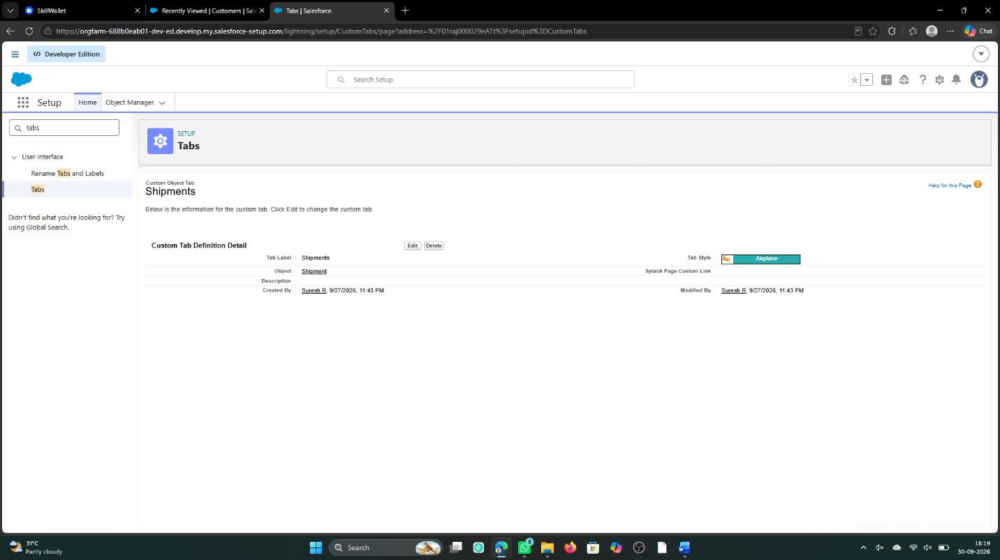 SkillWallet
Recently Viewed | Customers | Sale
Tabs | Salesforce
https://orgfarm-688b0eab01-dev-ed.develop.my.salesforce-setup.com/lightning/setup/CustomTabs/page?address=%2F01raj000029eATt%3Fsetupid%3DCustomTabs
Chat
Developer Edition
Search Setup
Setup
Home
Object Manager
tabs
User Interface
Rename Tabs and Labels
Tabs
Didn't find what you're looking for? Try
using Global Search.
SETUP
Tabs
Custom Object Tab
Shipments
Help for this Page
Below is the information for the custom tab. Click Edit to change the custom tab.
Custom Tab Definition Detail
Edit
Delete
Tab Label Shipments Tab Style Airplane
Object Shipment Splash Page Custom Link
Description
Created By Suresh R, 9/27/2026, 11:43 PM Modified By Suresh R, 9/27/2026, 11:43 PM
31°C
Partly cloudy
Search
8
18:19
30-09-2026